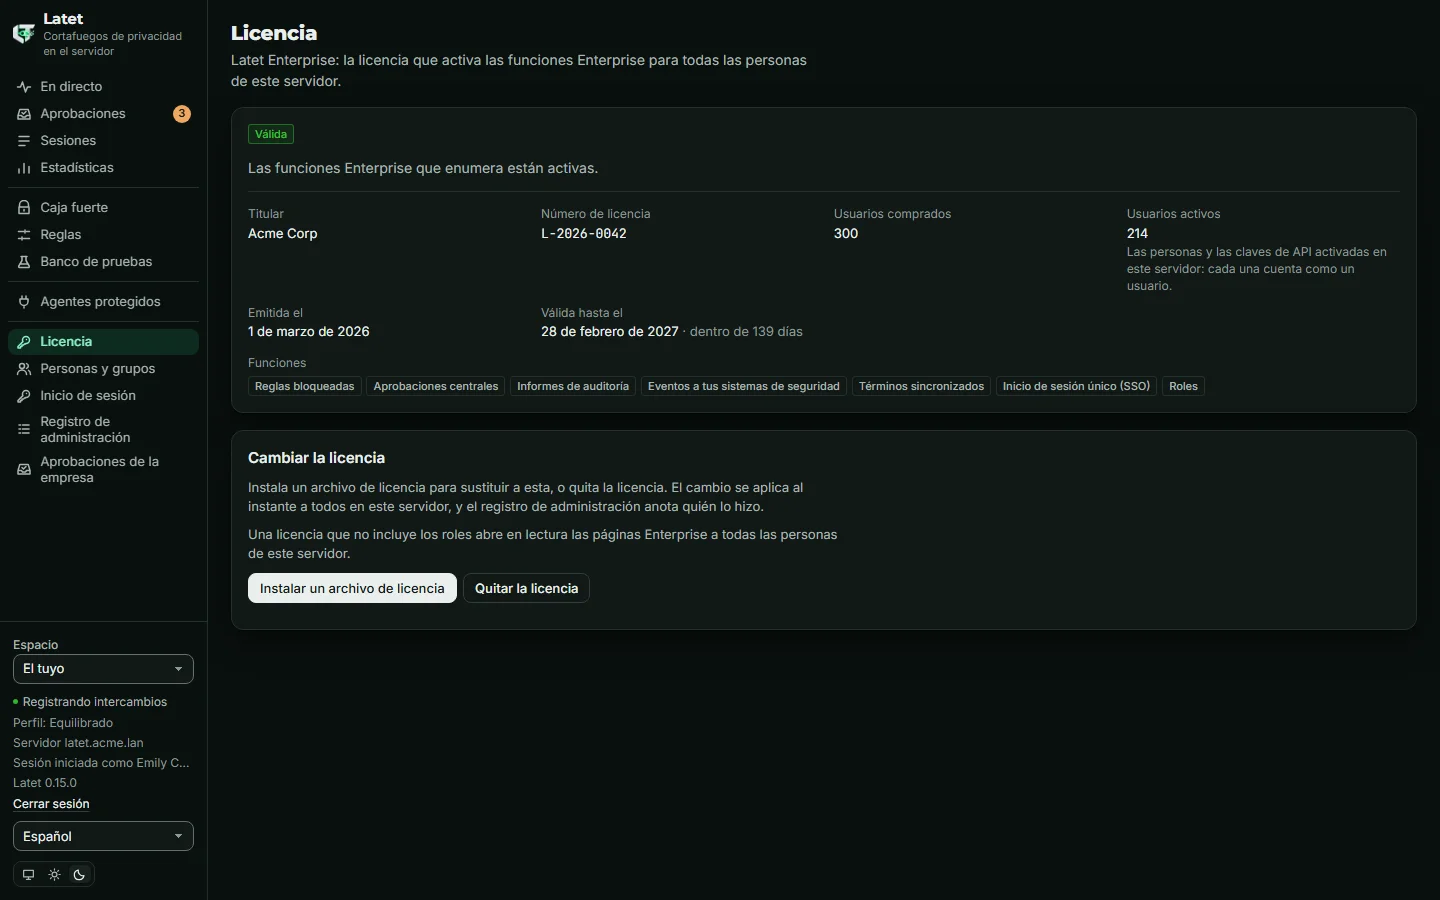 Latet
Cortafuegos de privacidad
en el servidor
En directo
Aprobaciones 3
Sesiones
Estadísticas
Caja fuerte
Reglas
Banco de pruebas
Agentes protegidos
Licencia
Personas y grupos
Inicio de sesión
Registro de
administración
Aprobaciones de la
empresa
Espacio
El tuyo
Registrando intercambios
Perfil: Equilibrado
Servidor latet.acme.lan
Sesión iniciada como Emily C...
Latet 0.15.0
Cerrar sesión
Español
Licencia
Latet Enterprise: la licencia que activa las funciones Enterprise para todas las personas
de este servidor.
Válida
Las funciones Enterprise que enumera están activas.
Titular
Acme Corp
Número de licencia
L-2026-0042
Usuarios comprados
300
Usuarios activos
214
Las personas y las claves de API activadas en
este servidor: cada una cuenta como un
usuario.
Emitida el
1 de marzo de 2026
Válida hasta el
28 de febrero de 2027 · dentro de 139 días
Funciones
Reglas bloqueadas Aprobaciones centrales Informes de auditoría Eventos a tus sistemas de seguridad Términos sincronizados Inicio de sesión único (SSO) Roles
Cambiar la licencia
Instala un archivo de licencia para sustituir a esta, o quita la licencia. El cambio se aplica al
instante a todos en este servidor, y el registro de administración anota quién lo hizo.
Una licencia que no incluye los roles abre en lectura las páginas Enterprise a todas las personas
de este servidor.
Instalar un archivo de licencia Quitar la licencia